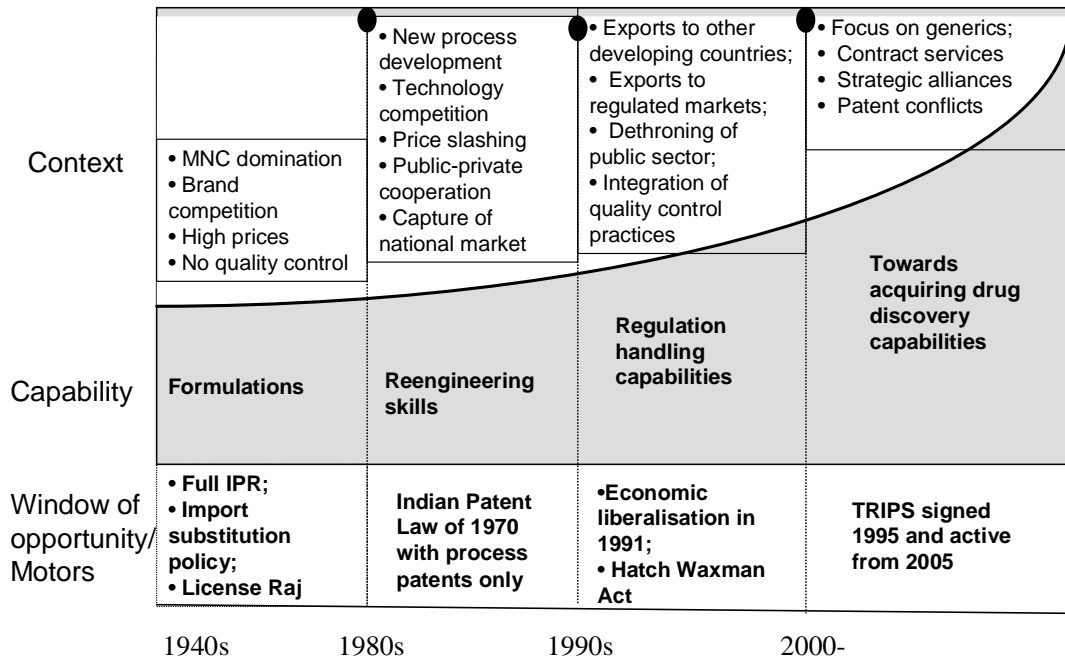 Context
• MNC domination
• Brand
competition
• High prices
• No quality control
• New process
development
• Technology
competition
• Price slashing
• Public-private
cooperation
• Capture of
national market
• Exports to other
developing countries;
• Exports to
regulated markets;
• Dethroning of
public sector;
• Integration of
quality control
practices
• Focus on generics;
• Contract services
• Strategic alliances
• Patent conflicts
Capability
Formulations
Reengineering
skills
Regulation
handling
capabilities
Towards
acquiring drug
discovery
capabilities
Window of
opportunity/
Motors
• Full IPR;
• Import
substitution
policy;
• License Raj
Indian Patent
Law of 1970
with process
patents only
•Economic
liberalisation in
1991;
• Hatch Waxman
Act
TRIPS signed
1995 and active
from 2005
1940s
1980s
1990s
2000-